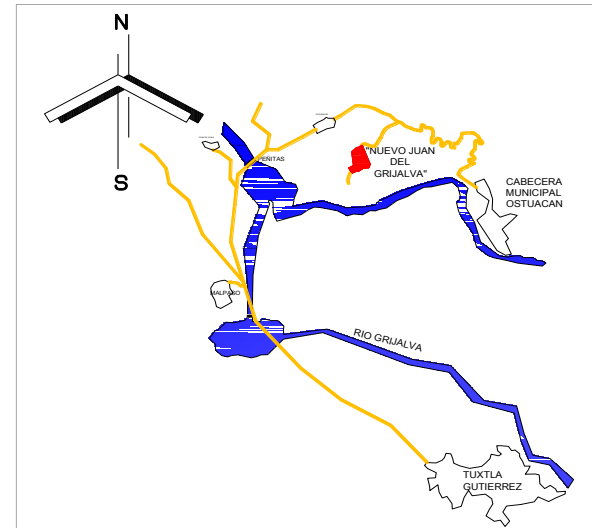 N
S
PEÑITAS
"NUEVO JUAN
DEL
GRIJALVA"
CABECERA
MUNICIPAL
OSTUACAN
MALPASO
RIO GRIJALVA
TUXTLA
GUTIERREZ